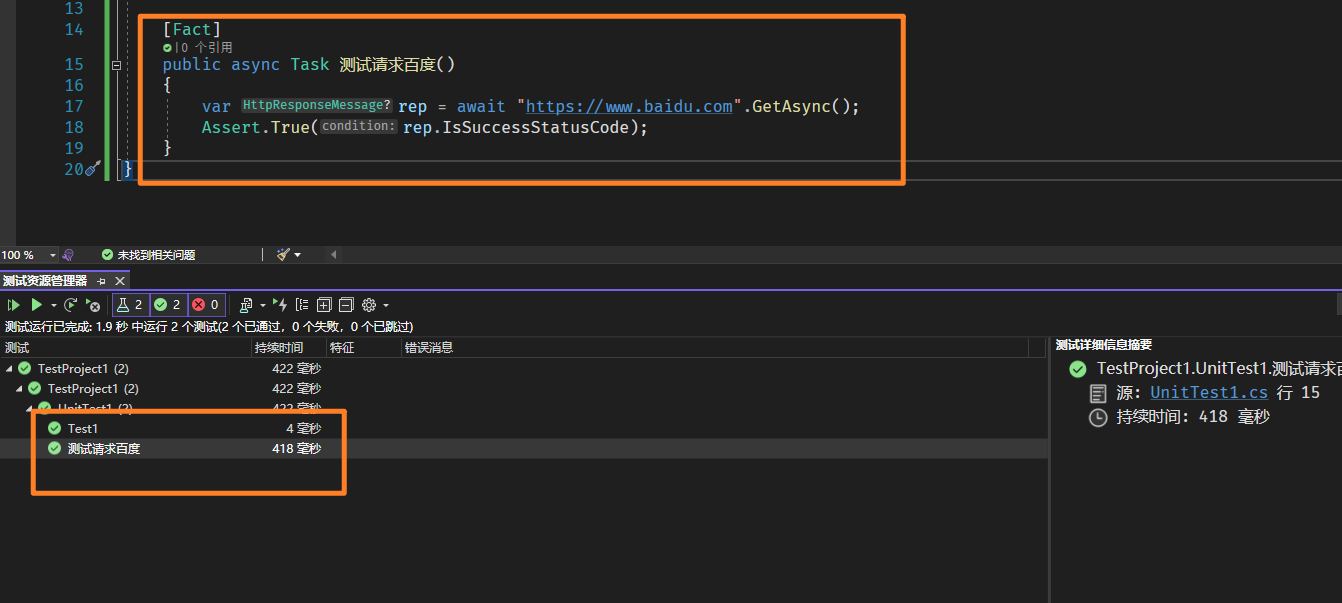 13
14 [Fact]
0 个引用
15 public async Task 测试请求百度()
16 {
17 var HttpResponseMessage? rep = await "https://www.baidu.com".GetAsync();
18 Assert.True(condition: rep.IsSuccessStatusCode);
19 }
20 }
100 % 未找到相关问题
测试资源管理器
2 2 0
测试运行已完成: 1.9 秒 中运行 2 个测试(2 个已通过，0 个失败，0 个已跳过)
测试 持续时间 特征 错误消息
TestProject1 (2) 422 毫秒
TestProject1 (2) 422 毫秒
UnitTest1 (2) 422 毫秒
Test1 4 毫秒
测试请求百度 418 毫秒
测试详细信息摘要
TestProject1.UnitTest1.测试请求百
源: UnitTest1.cs 行 15
持续时间: 418 毫秒